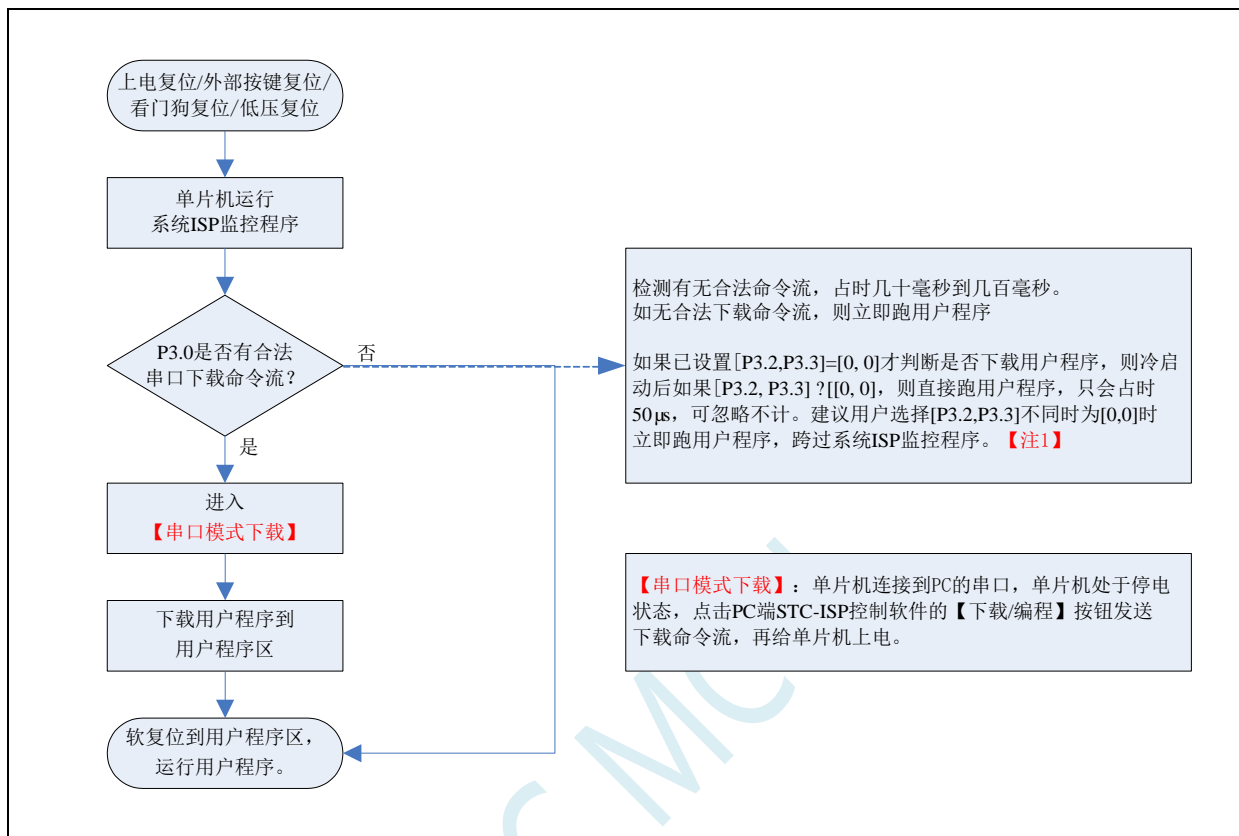 上电复位/外部按键复位/
看门狗复位/低压复位
单片机运行
系统ISP监控程序
P3.0是否有合法
串口下载命令流？
否
是
进入
【串口模式下载】
下载用户程序到
用户程序区
软复位到用户程序区，
运行用户程序。
检测有无合法命令流，占时几十毫秒到几百毫秒。
如无合法下载命令流，则立即跑用户程序
如果已设置[P3.2,P3.3]=[0, 0]才判断是否下载用户程序，则冷启
动后如果[P3.2, P3.3] ?[[0, 0]，则直接跑用户程序，只会占时
50μs，可忽略不计。建议用户选择[P3.2,P3.3]不同时为[0,0]时
立即跑用户程序，跨过系统ISP监控程序。【注1】
【串口模式下载】：单片机连接到PC的串口，单片机处于停电
状态，点击PC端STC-ISP控制软件的【下载/编程】按钮发送
下载命令流，再给单片机上电。
C MCU